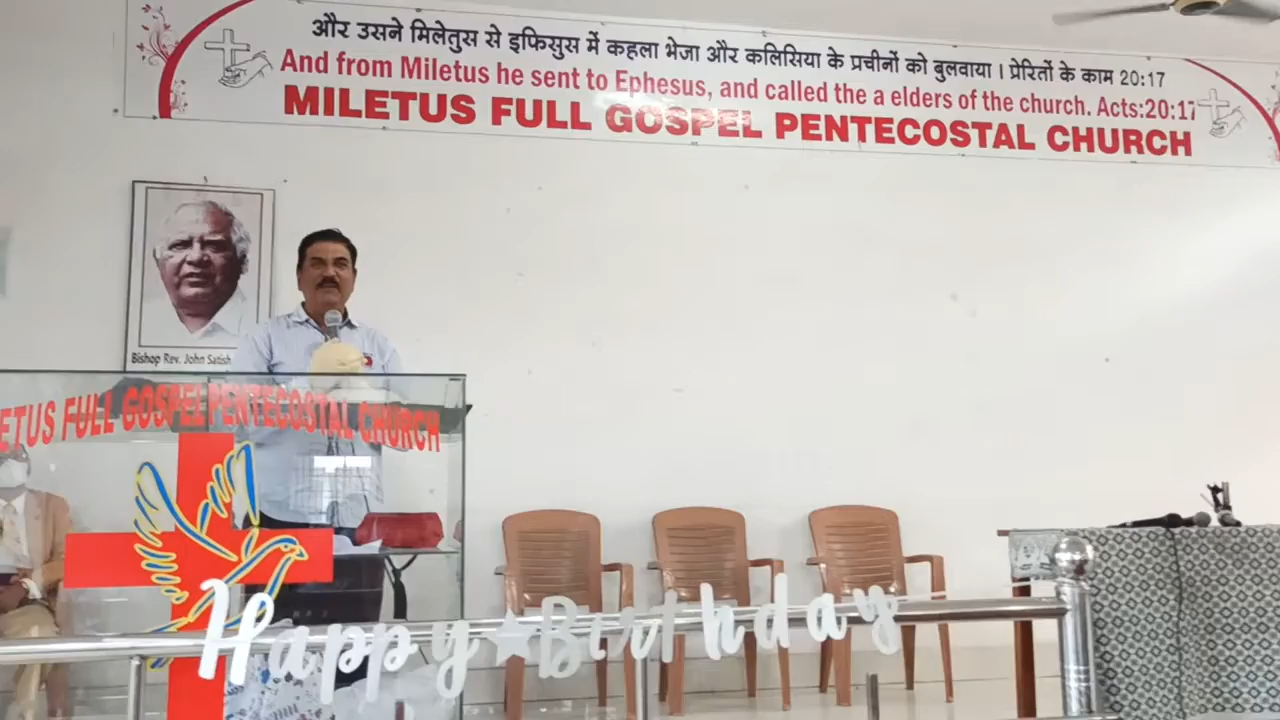 और उसने मिलेतुस से इफिसुस में कहला भेजा और कलिसिया के प्रचीनों को बुलवाया । प्रेरितों के काम 20:17
And from Miletus he sent to Ephesus, and called the a elders of the church. Acts:20:17
MILETUS FULL GOSPEL PENTECOSTAL CHURCH
Bishop Rev. John Satish
ETUS FULL GOSPEL PENTECOSTAL CHURCH
Happy Birthday